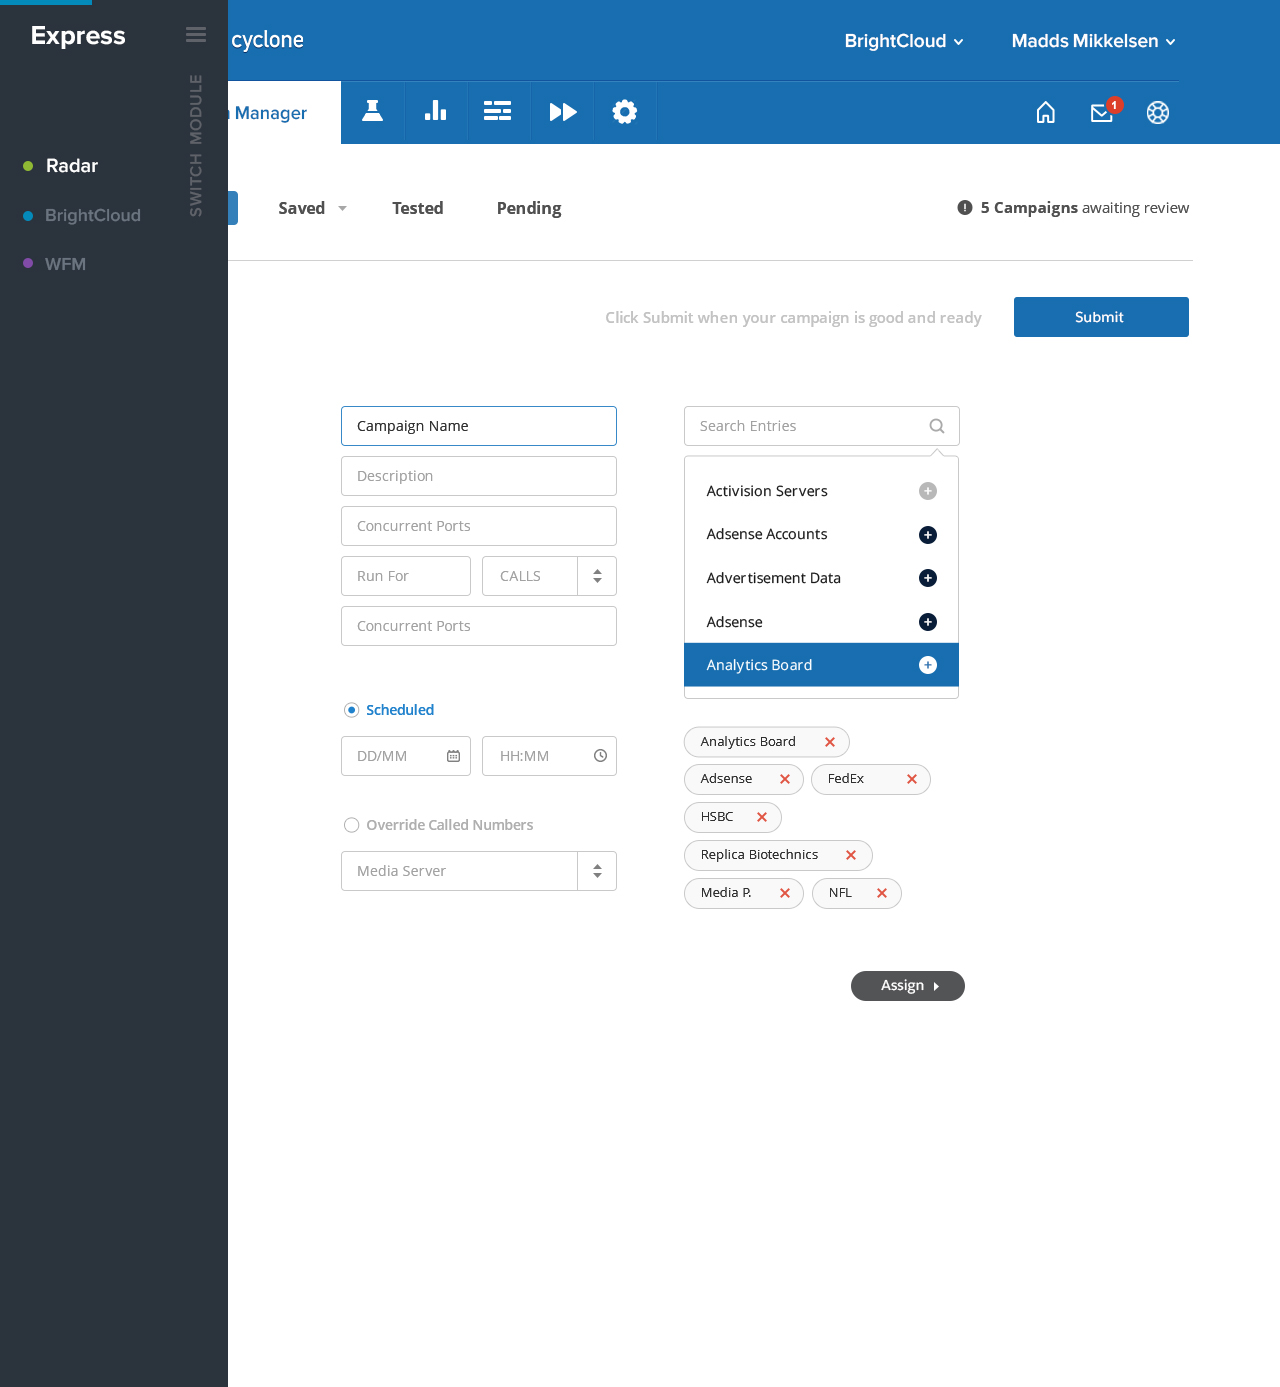 Express
SWITCH MODULE
Radar
BrightCloud
WFM
cyclone
BrightCloud
Madds Mikkelsen
Manager
1
Saved
Tested
Pending
5 Campaigns awaiting review
Click Submit when your campaign is good and ready
Submit
Campaign Name
Description
Concurrent Ports
Run For
CALLS
Concurrent Ports
Scheduled
DD/MM
HH:MM
Override Called Numbers
Media Server
Search Entries
Activision Servers
Adsense Accounts
Advertisement Data
Adsense
Analytics Board
Analytics Board
Adsense
FedEx
HSBC
Replica Biotechnics
Media P.
NFL
Assign